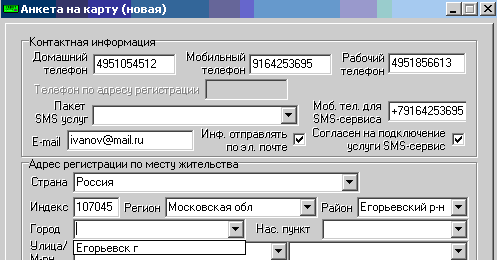 Анкета на карту (новая)
Контактная информация
Домашний телефон 4951054512 Мобильный телефон 9164253695 Рабочий телефон 4951856613
Телефон по адресу регистрации
Пакет SMS услуг Моб. тел. для SMS-сервиса +79164253695
E-mail ivanov@mail.ru Инф. отправлять по эл. почте Согласен на подключение услуги SMS-сервис
Адрес регистрации по месту жительства
Страна Россия
Индекс 107045 Регион Московская обл Район Егорьевский р-н
Город Нас. пункт
Егорьевск г
Улица/
М-рн